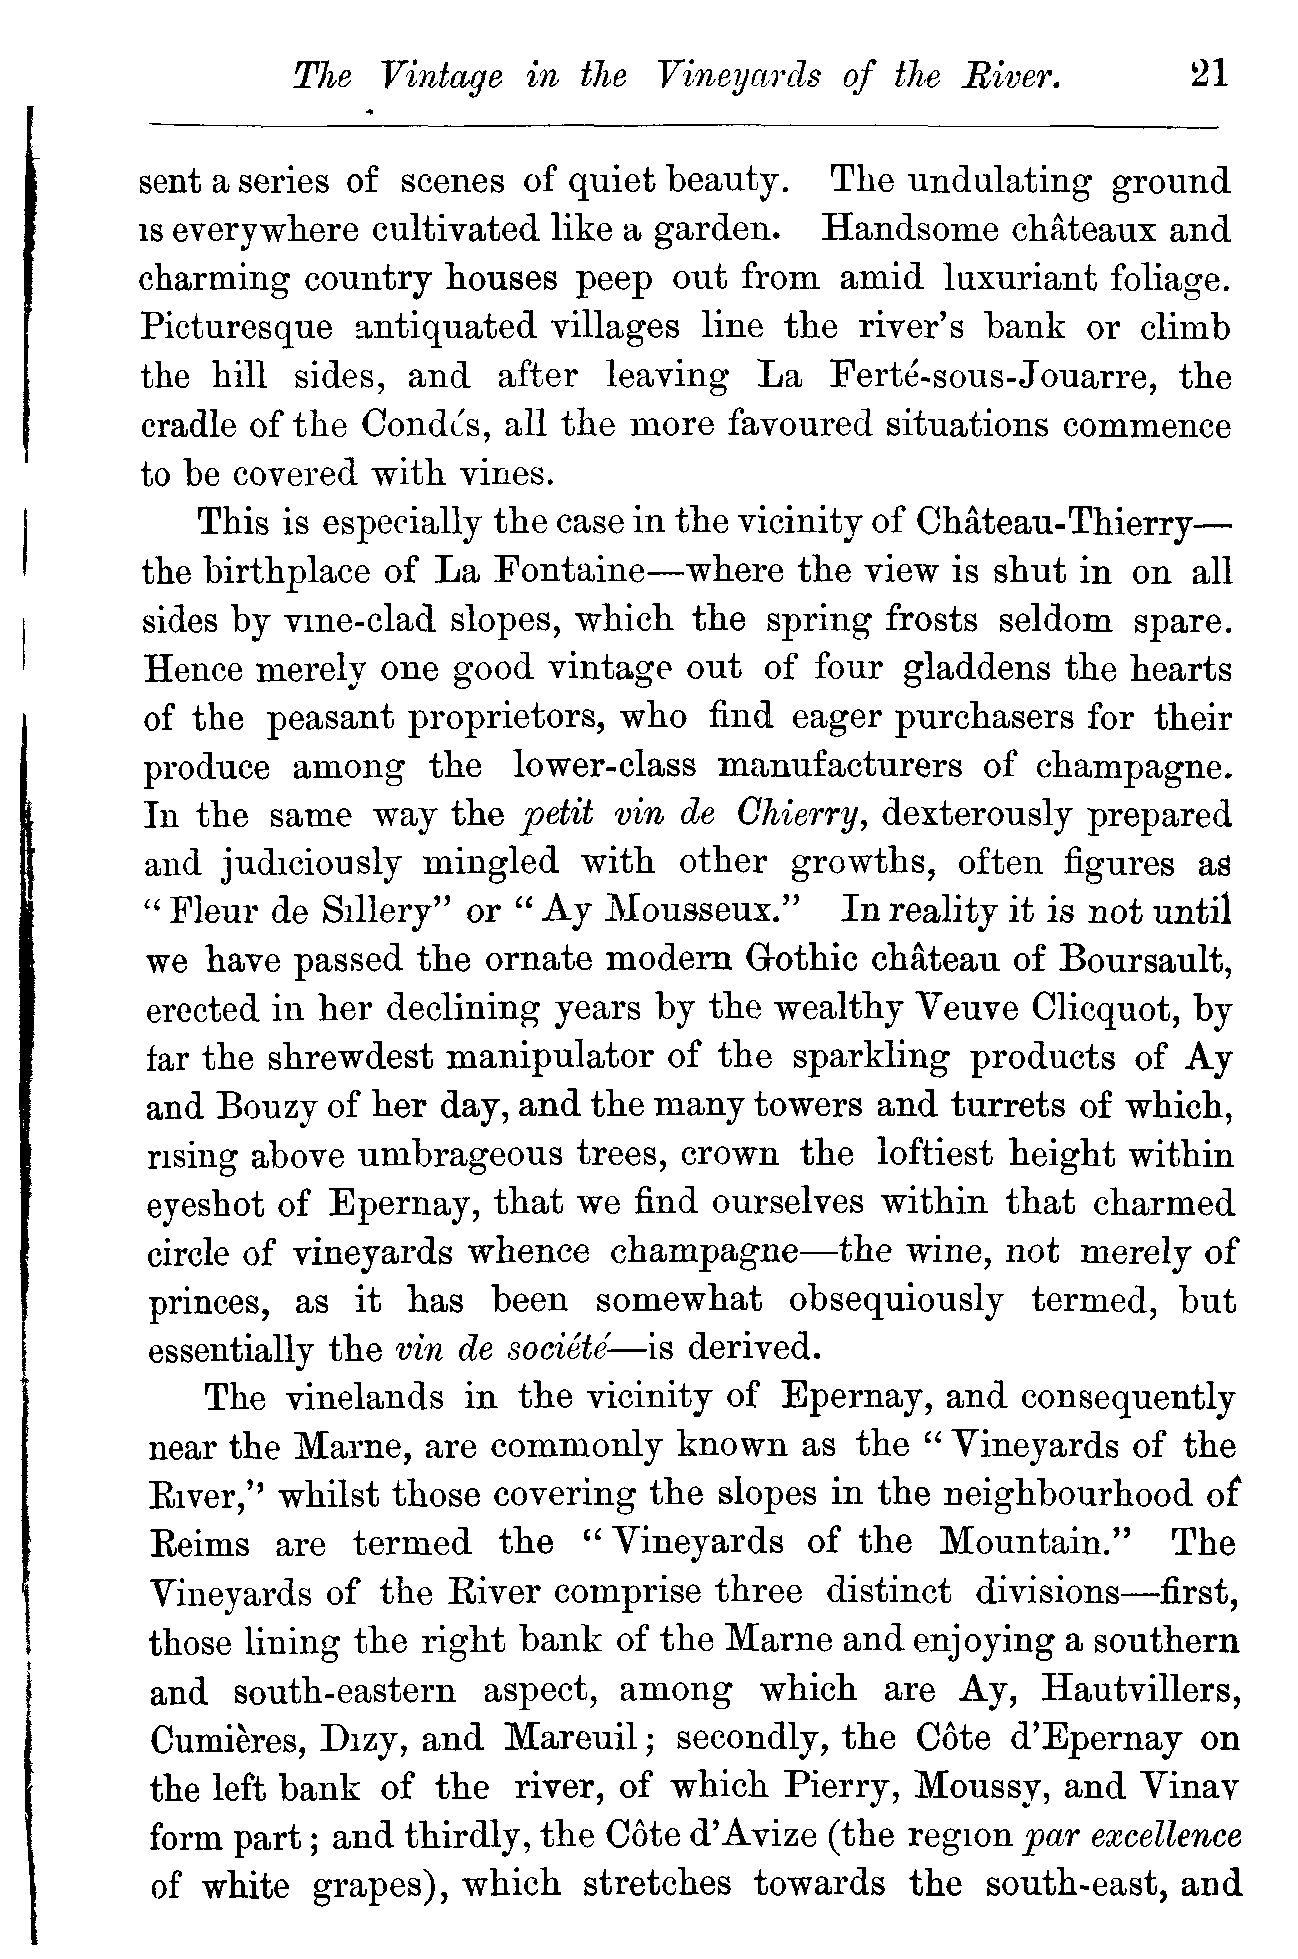 The Vintage in the Vineyards of the River. 21
sent a series of scenes of quiet beauty. The undulating ground
is everywhere cultivated like a garden. Handsome châteaux and
charming country houses peep out from amid luxuriant foliage.
Picturesque antiquated villages line the river's bank or climb
the hill sides, and after leaving La Ferté-sous-Jouarre, the
cradle of the Condés, all the more favoured situations commence
to be covered with vines.
This is especially the case in the vicinity of Château-Thierry—
the birthplace of La Fontaine—where the view is shut in on all
sides by vine-clad slopes, which the spring frosts seldom spare.
Hence merely one good vintage out of four gladdens the hearts
of the peasant proprietors, who find eager purchasers for their
produce among the lower-class manufacturers of champagne.
In the same way the petit vin de Chierry, dexterously prepared
and judiciously mingled with other growths, often figures as
"Fleur de Sillery" or "Ay Mousseux." In reality it is not until
we have passed the ornate modern Gothic château of Boursault,
erected in her declining years by the wealthy Veuve Clicquot, by
far the shrewdest manipulator of the sparkling products of Ay
and Bouzy of her day, and the many towers and turrets of which,
rising above umbrageous trees, crown the loftiest height within
eyeshot of Epernay, that we find ourselves within that charmed
circle of vineyards whence champagne—the wine, not merely of
princes, as it has been somewhat obsequiously termed, but
essentially the vin de société—is derived.
The vinelands in the vicinity of Epernay, and consequently
near the Marne, are commonly known as the "Vineyards of the
River," whilst those covering the slopes in the neighbourhood of
Reims are termed the "Vineyards of the Mountain." The
Vineyards of the River comprise three distinct divisions—first,
those lining the right bank of the Marne and enjoying a southern
and south-eastern aspect, among which are Ay, Hautvillers,
Cumières, Dizy, and Mareuil; secondly, the Côte d'Epernay on
the left bank of the river, of which Pierry, Moussy, and Vinay
form part; and thirdly, the Côte d'Avize (the region par excellence
of white grapes), which stretches towards the south-east, and